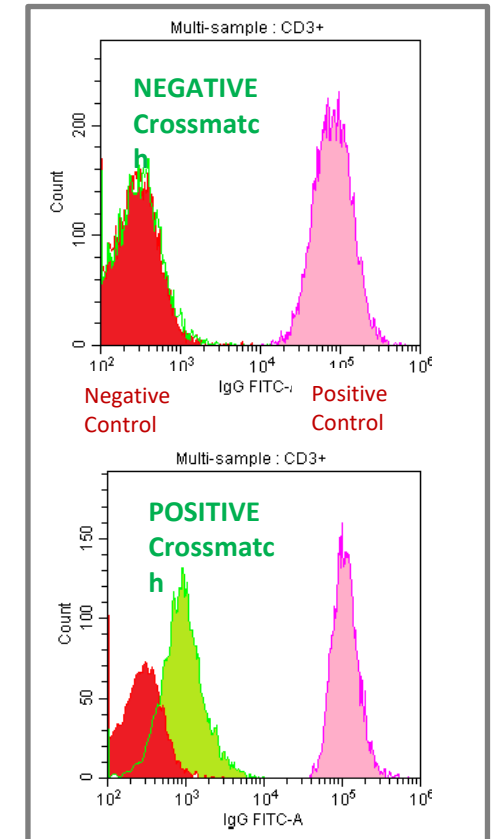 Multi-sample : CD3+
NEGATIVE
Crossmatc
h
200
100
0
Count
10² 10³ 10⁴ 10⁵ 10⁶
IgG FITC-
Negative
Control
Positive
Control
Multi-sample : CD3+
POSITIVE
Crossmatc
h
150
100
50
0
Count
10² 10³ 10⁴ 10⁵ 10⁶
IgG FITC-A